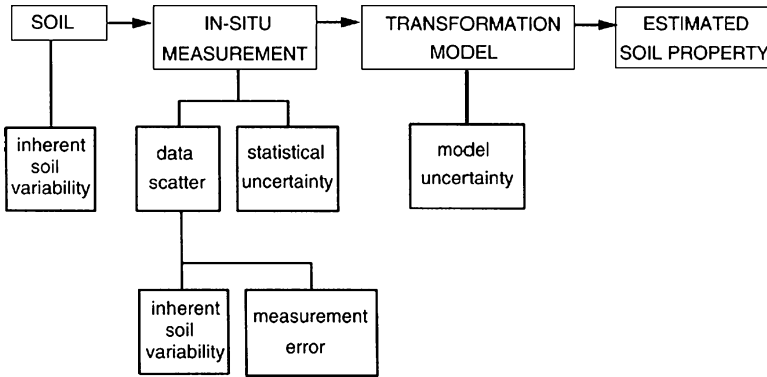 SOIL
IN-SITU
MEASUREMENT
TRANSFORMATION
MODEL
ESTIMATED
SOIL PROPERTY
inherent
soil
variability
data
scatter
statistical
uncertainty
model
uncertainty
inherent
soil
variability
measurement
error